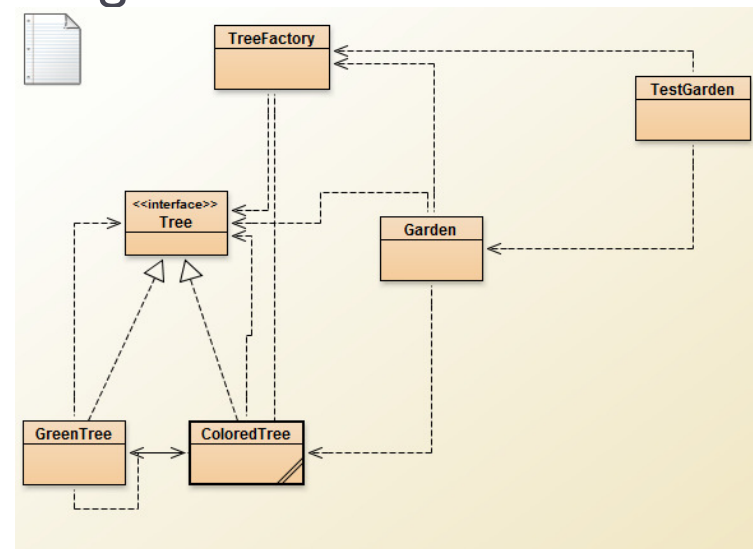 g
TreeFactory
TestGarden
<<interface>>
Tree
Garden
GreenTree
ColoredTree